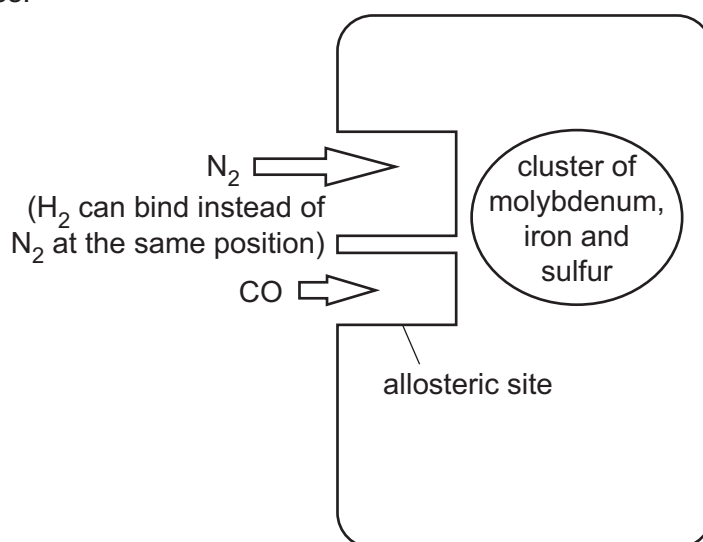 N₂
(H₂ can bind instead of
N₂ at the same position)
CO
cluster of
molybdenum,
iron and
sulfur
allosteric site